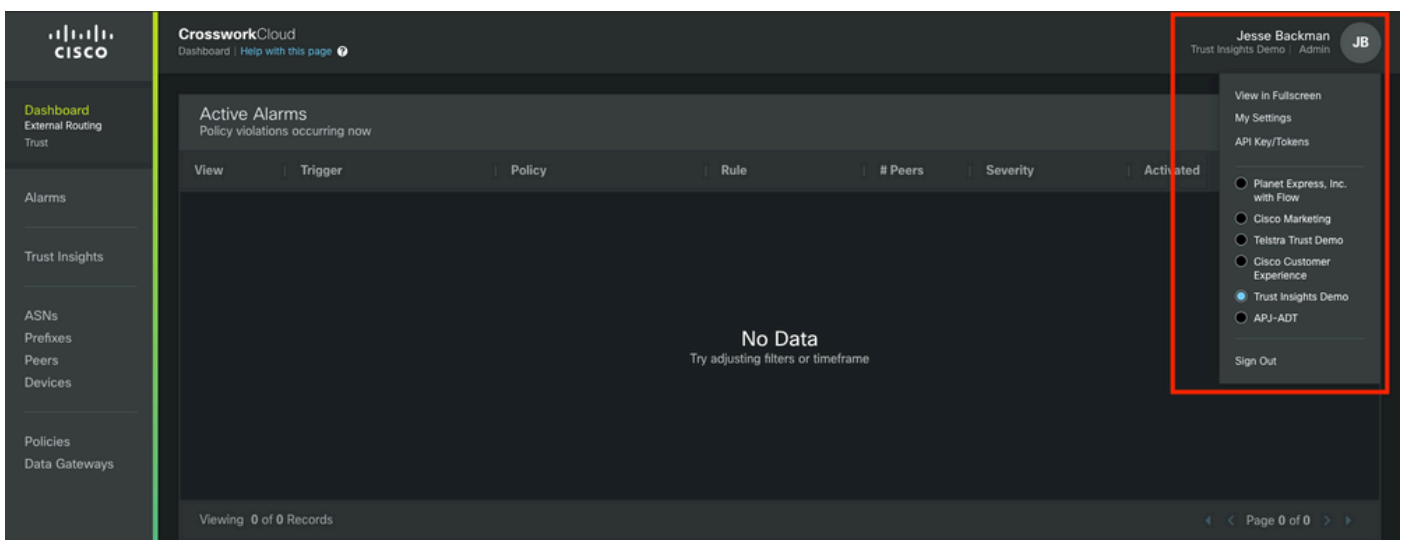 CISCO
CrossworkCloud
Dashboard | Help with this page ?
Jesse Backman
Trust Insights Demo | Admin
JB
Dashboard
External Routing
Trust
Alarms
Trust Insights
ASNs
Prefixes
Peers
Devices
Policies
Data Gateways
Active Alarms
Policy violations occurring now
View | Trigger | Policy | Rule | # Peers | Severity | Activated
No Data
Try adjusting filters or timeframe
Viewing 0 of 0 Records
Page 0 of 0
View in Fullscreen
My Settings
API Key/Tokens
Planet Express, Inc.
with Flow
Cisco Marketing
Telstra Trust Demo
Cisco Customer
Experience
Trust Insights Demo
APJ-ADT
Sign Out